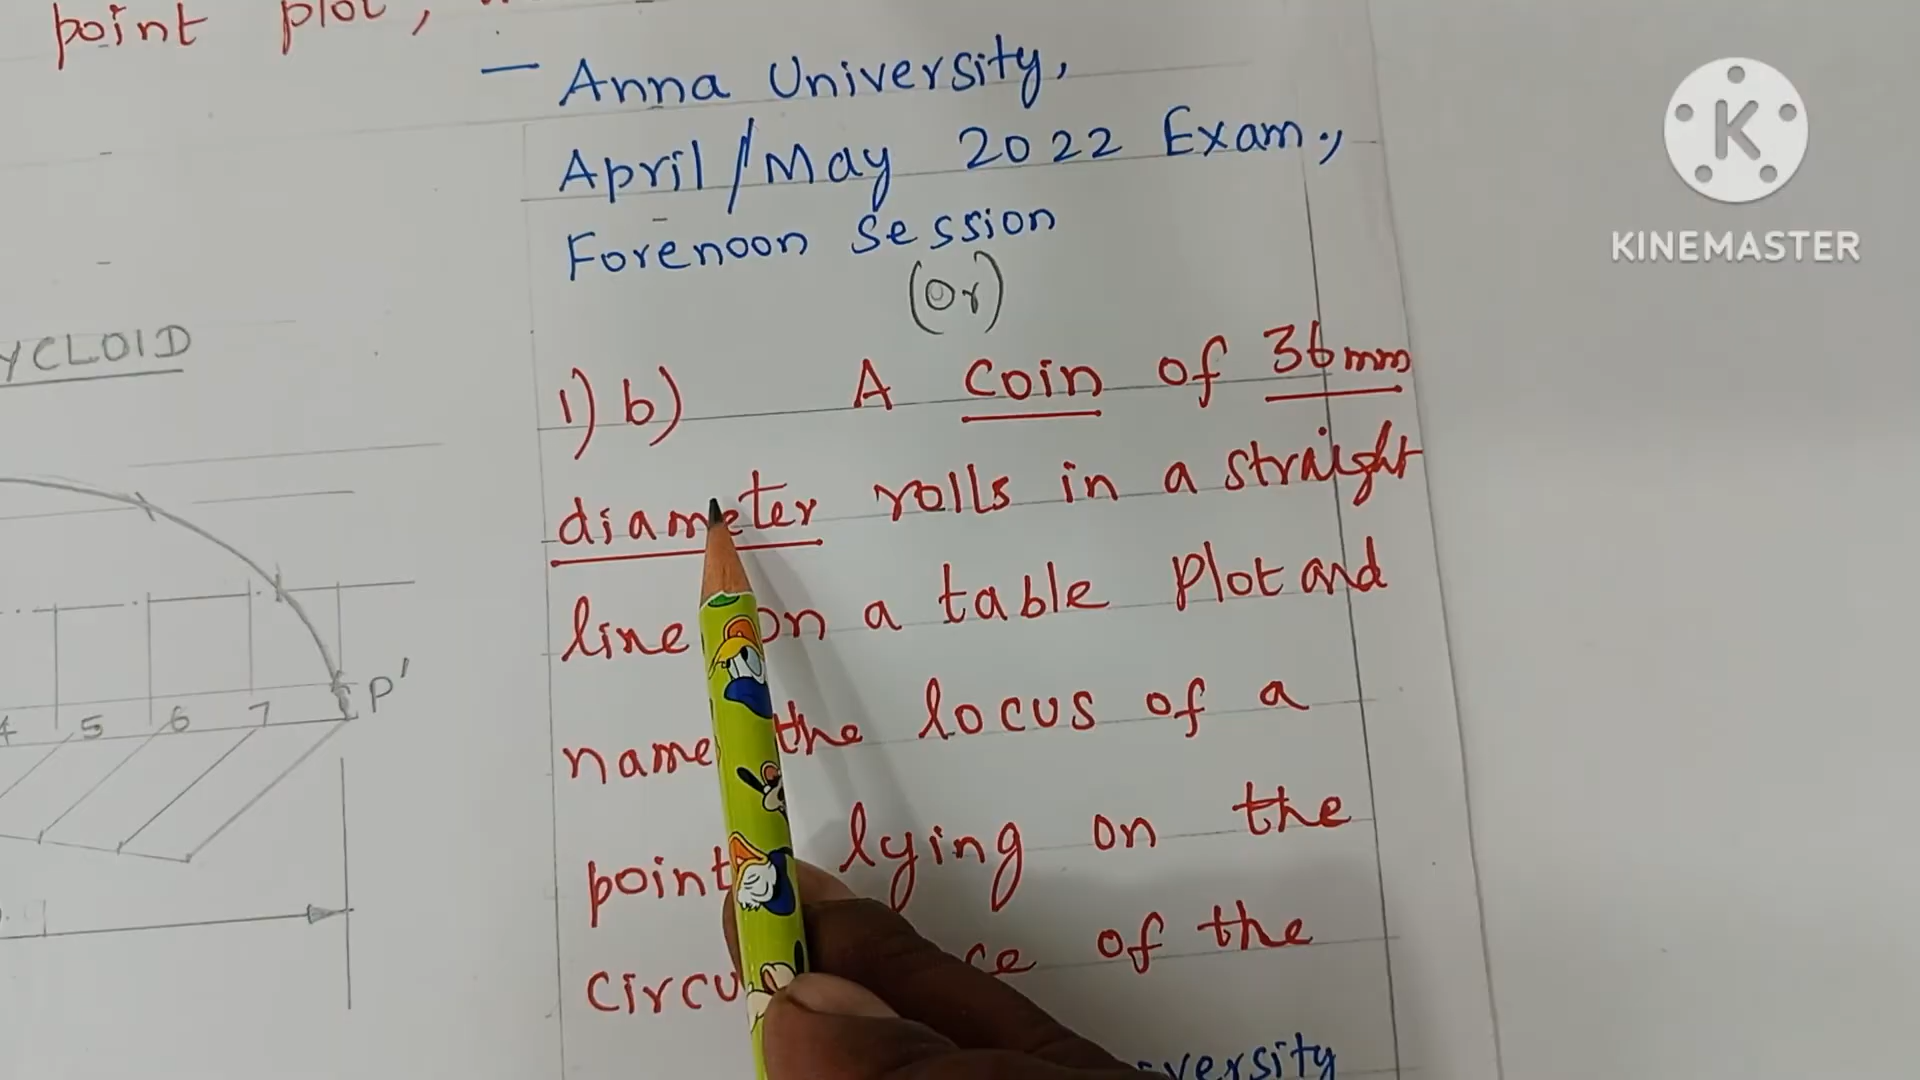 point plot,
— Anna University,
April/May 2022 Exam.,
Forenoon Session
(Or)
1) b) A coin of 36mm
diameter rolls in a straight
line on a table plot and
name the locus of a
point lying on the
of the
YCLOID
P'
4 5 6 7
K
KINEMASTER